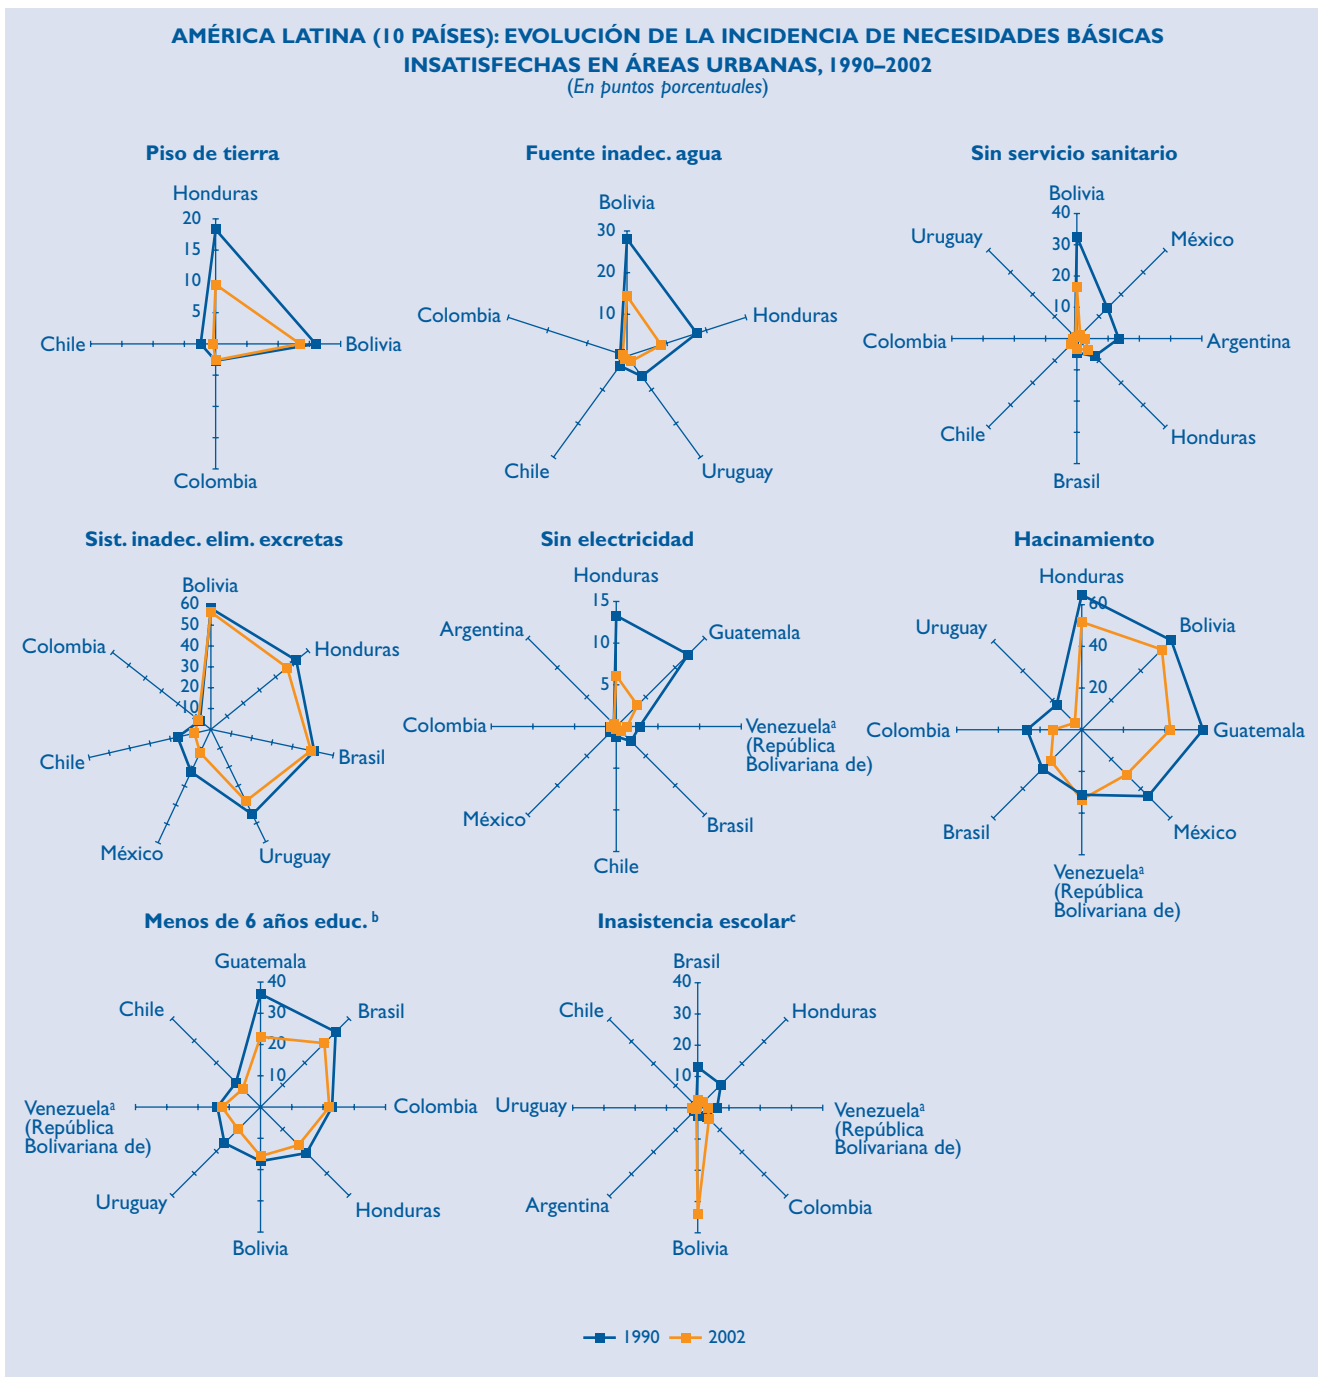 AMÉRICA LATINA (10 PAÍSES): EVOLUCIÓN DE LA INCIDENCIA DE NECESIDADES BÁSICAS
INSATISFECHAS EN ÁREAS URBANAS, 1990–2002
(En puntos porcentuales)
Piso de tierra
Honduras
20
15
10
5
Chile
Bolivia
Colombia
Fuente inadec. agua
Bolivia
30
20
10
Colombia
Honduras
Chile
Uruguay
Sin servicio sanitario
Bolivia
40
30
20
10
Uruguay
México
Colombia
Argentina
Chile
Honduras
Brasil
Sist. inadec. elim. excretas
Bolivia
60
50
40
30
20
10
Colombia
Honduras
Chile
Brasil
México
Uruguay
Sin electricidad
Honduras
15
10
5
Argentina
Guatemala
Colombia
Venezuelaᵃ
(República
Bolivariana de)
México
Brasil
Chile
Hacinamiento
Honduras
60
40
20
Uruguay
Bolivia
Colombia
Guatemala
Brasil
México
Venezuelaᵃ
(República
Bolivariana de)
Menos de 6 años educ. ᵇ
Guatemala
40
30
20
10
Chile
Brasil
Venezuelaᵃ
(República
Bolivariana de)
Colombia
Uruguay
Honduras
Bolivia
Inasistencia escolarᶜ
Brasil
40
30
20
10
Chile
Honduras
Uruguay
Venezuelaᵃ
(República
Bolivariana de)
Argentina
Colombia
Bolivia
1990 2002